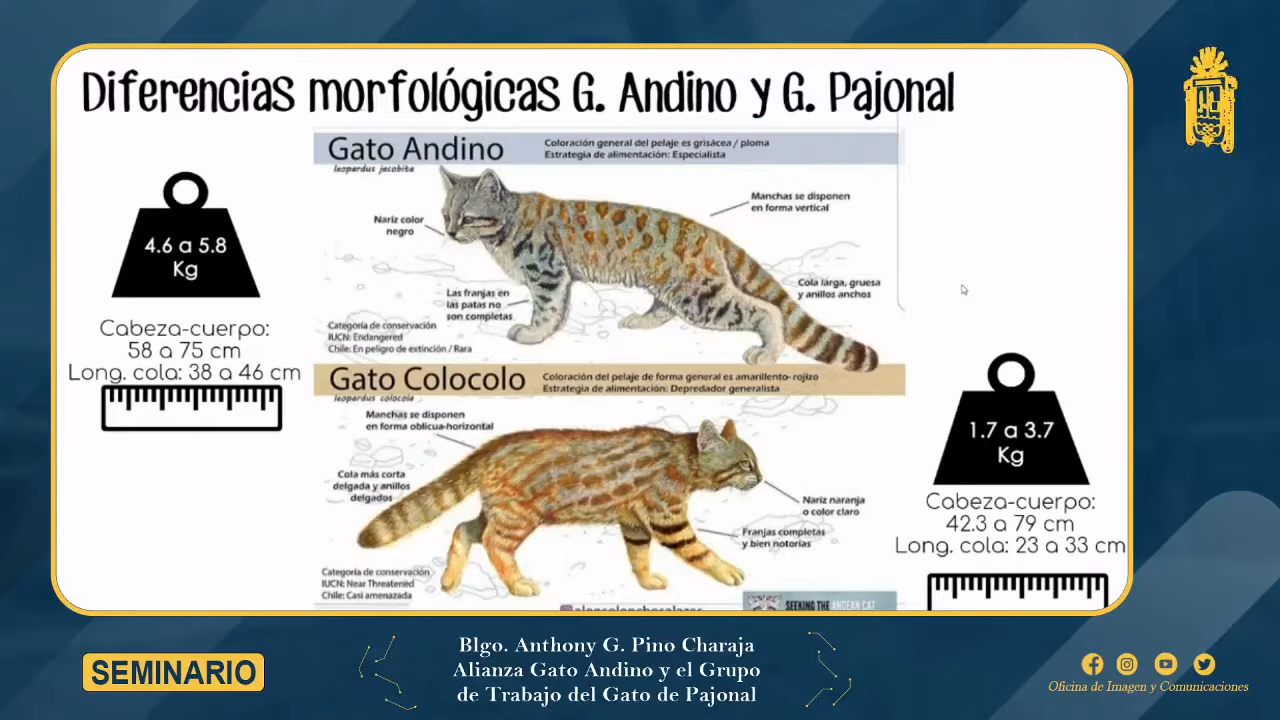 Diferencias morfológicas G. Andino y G. Pajonal
Gato Andino
leopardus jacobita
Coloración general del pelaje es grisácea / ploma
Estrategia de alimentación: Especialista
4.6 a 5.8
Kg
Cabeza-cuerpo:
58 a 75 cm
Long. cola: 38 a 46 cm
Nariz color
negro
Manchas se disponen
en forma vertical
Las franjas en
las patas no
son completas
Cola larga, gruesa
y anillos anchos
Categoría de conservación
IUCN: Endangered
Chile: En peligro de extinción / Rara
Gato Colocolo
leopardus colocola
Coloración del pelaje de forma general es amarillento-rojizo
Estrategia de alimentación: Depredador generalista
Manchas se disponen
en forma oblicua-horizontal
Cola más corta
delgada y anillos
delgados
Nariz naranja
o color claro
Franjas completas
y bien notorias
Categoría de conservación
IUCN: Near Threatened
Chile: Casi amenazada
SEEKING THE ANDEAN CAT
1.7 a 3.7
Kg
Cabeza-cuerpo:
42.3 a 79 cm
Long. cola: 23 a 33 cm
SEMINARIO
Blgo. Anthony G. Pino Charaja
Alianza Gato Andino y el Grupo
de Trabajo del Gato de Pajonal
Oficina de Imagen y Comunicaciones